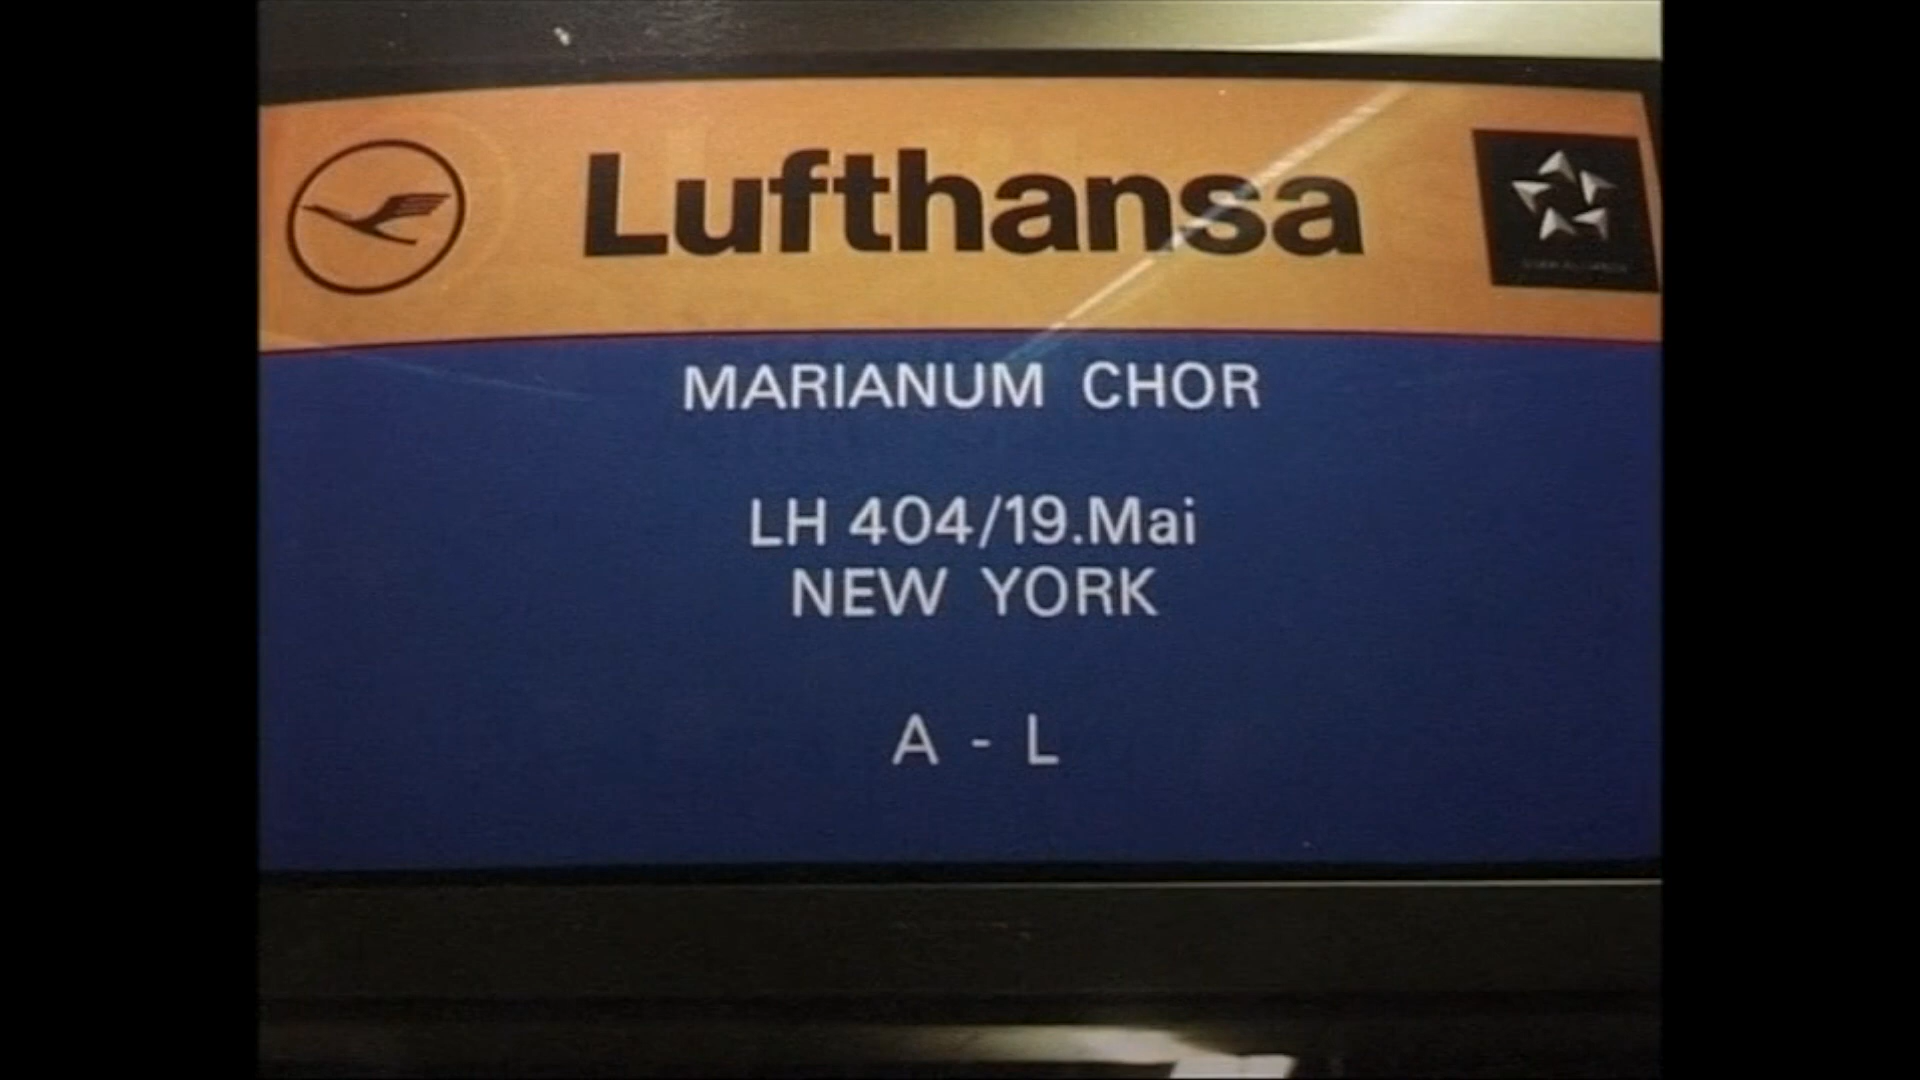 Lufthansa
MARIANUM CHOR
LH 404/19.Mai
NEW YORK
A - L